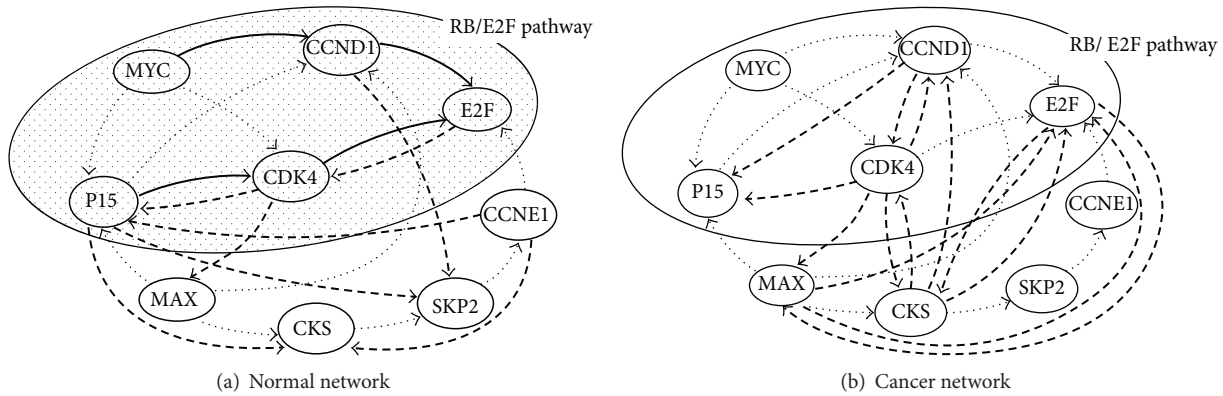 RB/E2F pathway
CCND1
MYC
E2F
CDK4
P15
CCNE1
MAX
SKP2
CKS
(a) Normal network
RB/ E2F pathway
CCND1
MYC
E2F
CDK4
P15
CCNE1
MAX
SKP2
CKS
(b) Cancer network